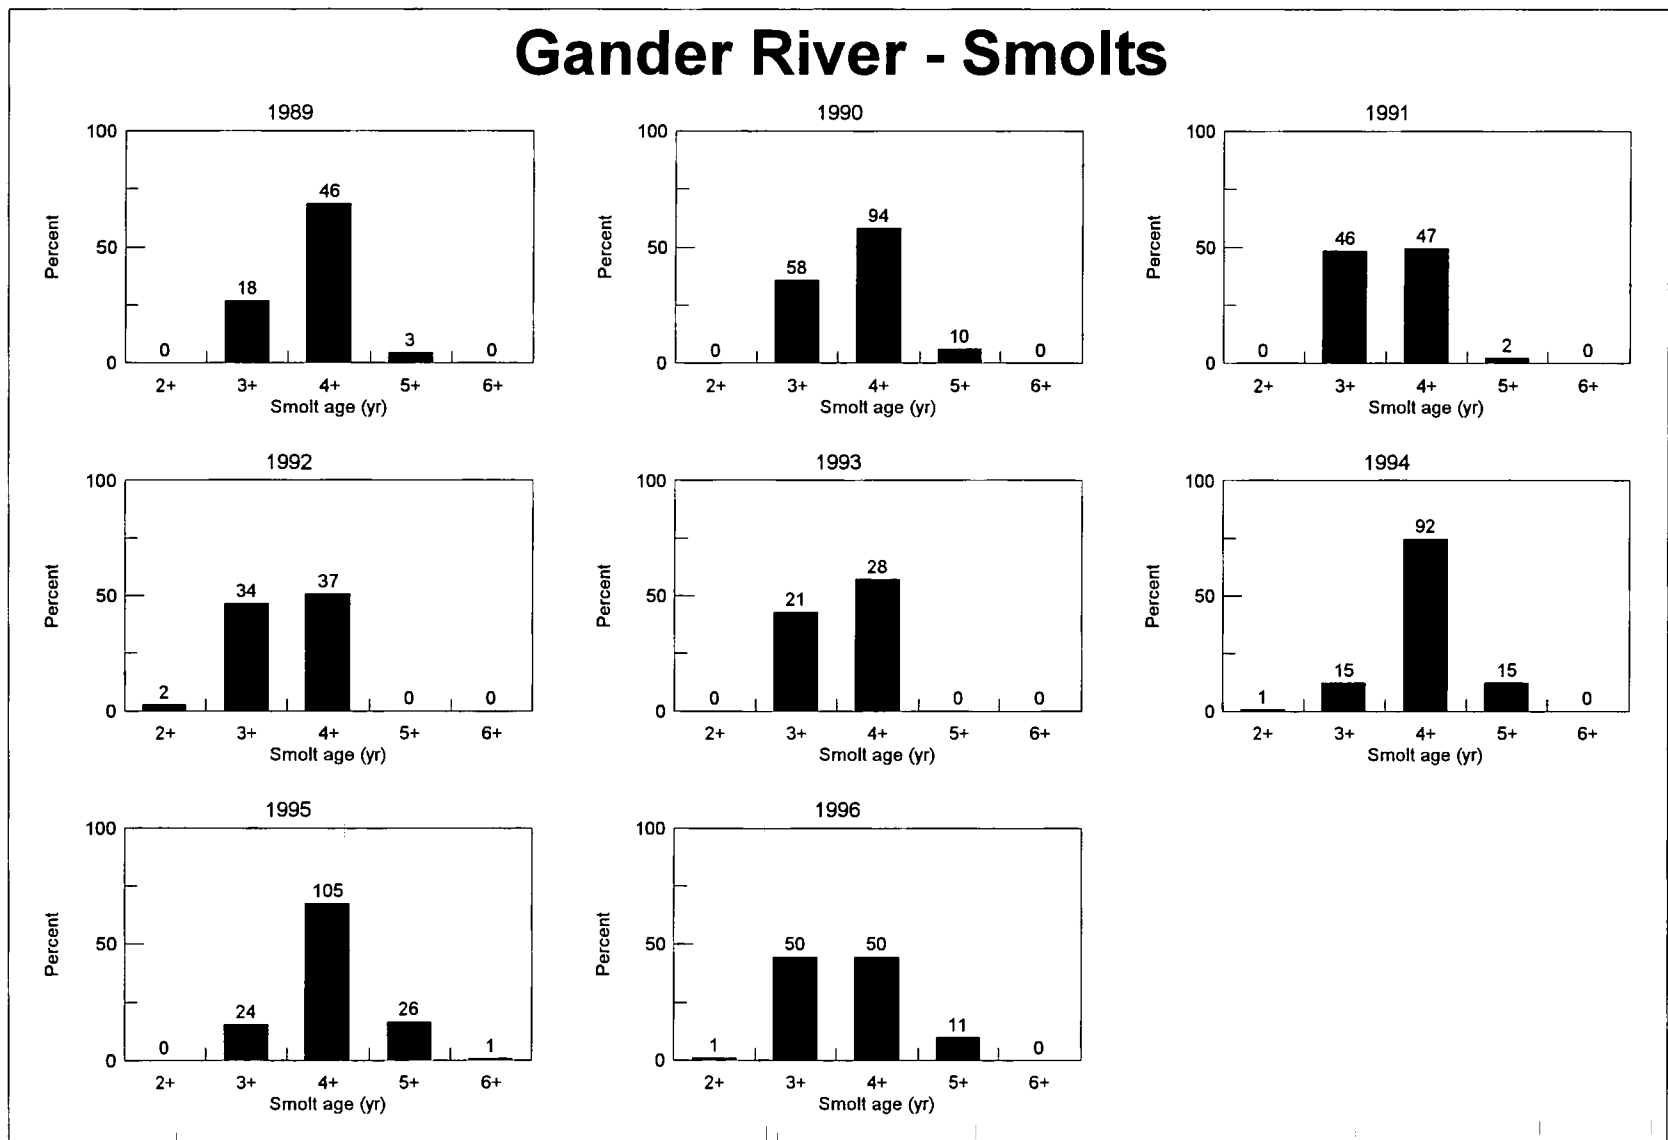 Gander River - Smolts
1989
100
50
0
Percent
0
18
46
3
0
2+ 3+ 4+ 5+ 6+
Smolt age (yr)
1990
100
50
0
Percent
0
58
94
10
0
2+ 3+ 4+ 5+ 6+
Smolt age (yr)
1991
100
50
0
Percent
0
46
47
2
0
2+ 3+ 4+ 5+ 6+
Smolt age (yr)
1992
100
50
0
Percent
2
34
37
0
0
2+ 3+ 4+ 5+ 6+
Smolt age (yr)
1993
100
50
0
Percent
0
21
28
0
0
2+ 3+ 4+ 5+ 6+
Smolt age (yr)
1994
100
50
0
Percent
1
15
92
15
0
2+ 3+ 4+ 5+ 6+
Smolt age (yr)
1995
100
50
0
Percent
0
24
105
26
1
2+ 3+ 4+ 5+ 6+
Smolt age (yr)
1996
100
50
0
Percent
1
50
50
11
0
2+ 3+ 4+ 5+ 6+
Smolt age (yr)